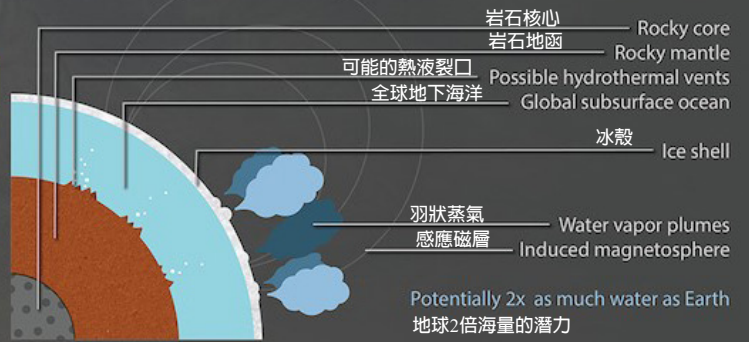 岩石核心
Rocky core
岩石地函
Rocky mantle
可能的熱液裂口
Possible hydrothermal vents
全球地下海洋
Global subsurface ocean
冰殼
Ice shell
羽狀蒸氣
Water vapor plumes
感應磁層
Induced magnetosphere
Potentially 2x as much water as Earth
地球2倍海量的潛力